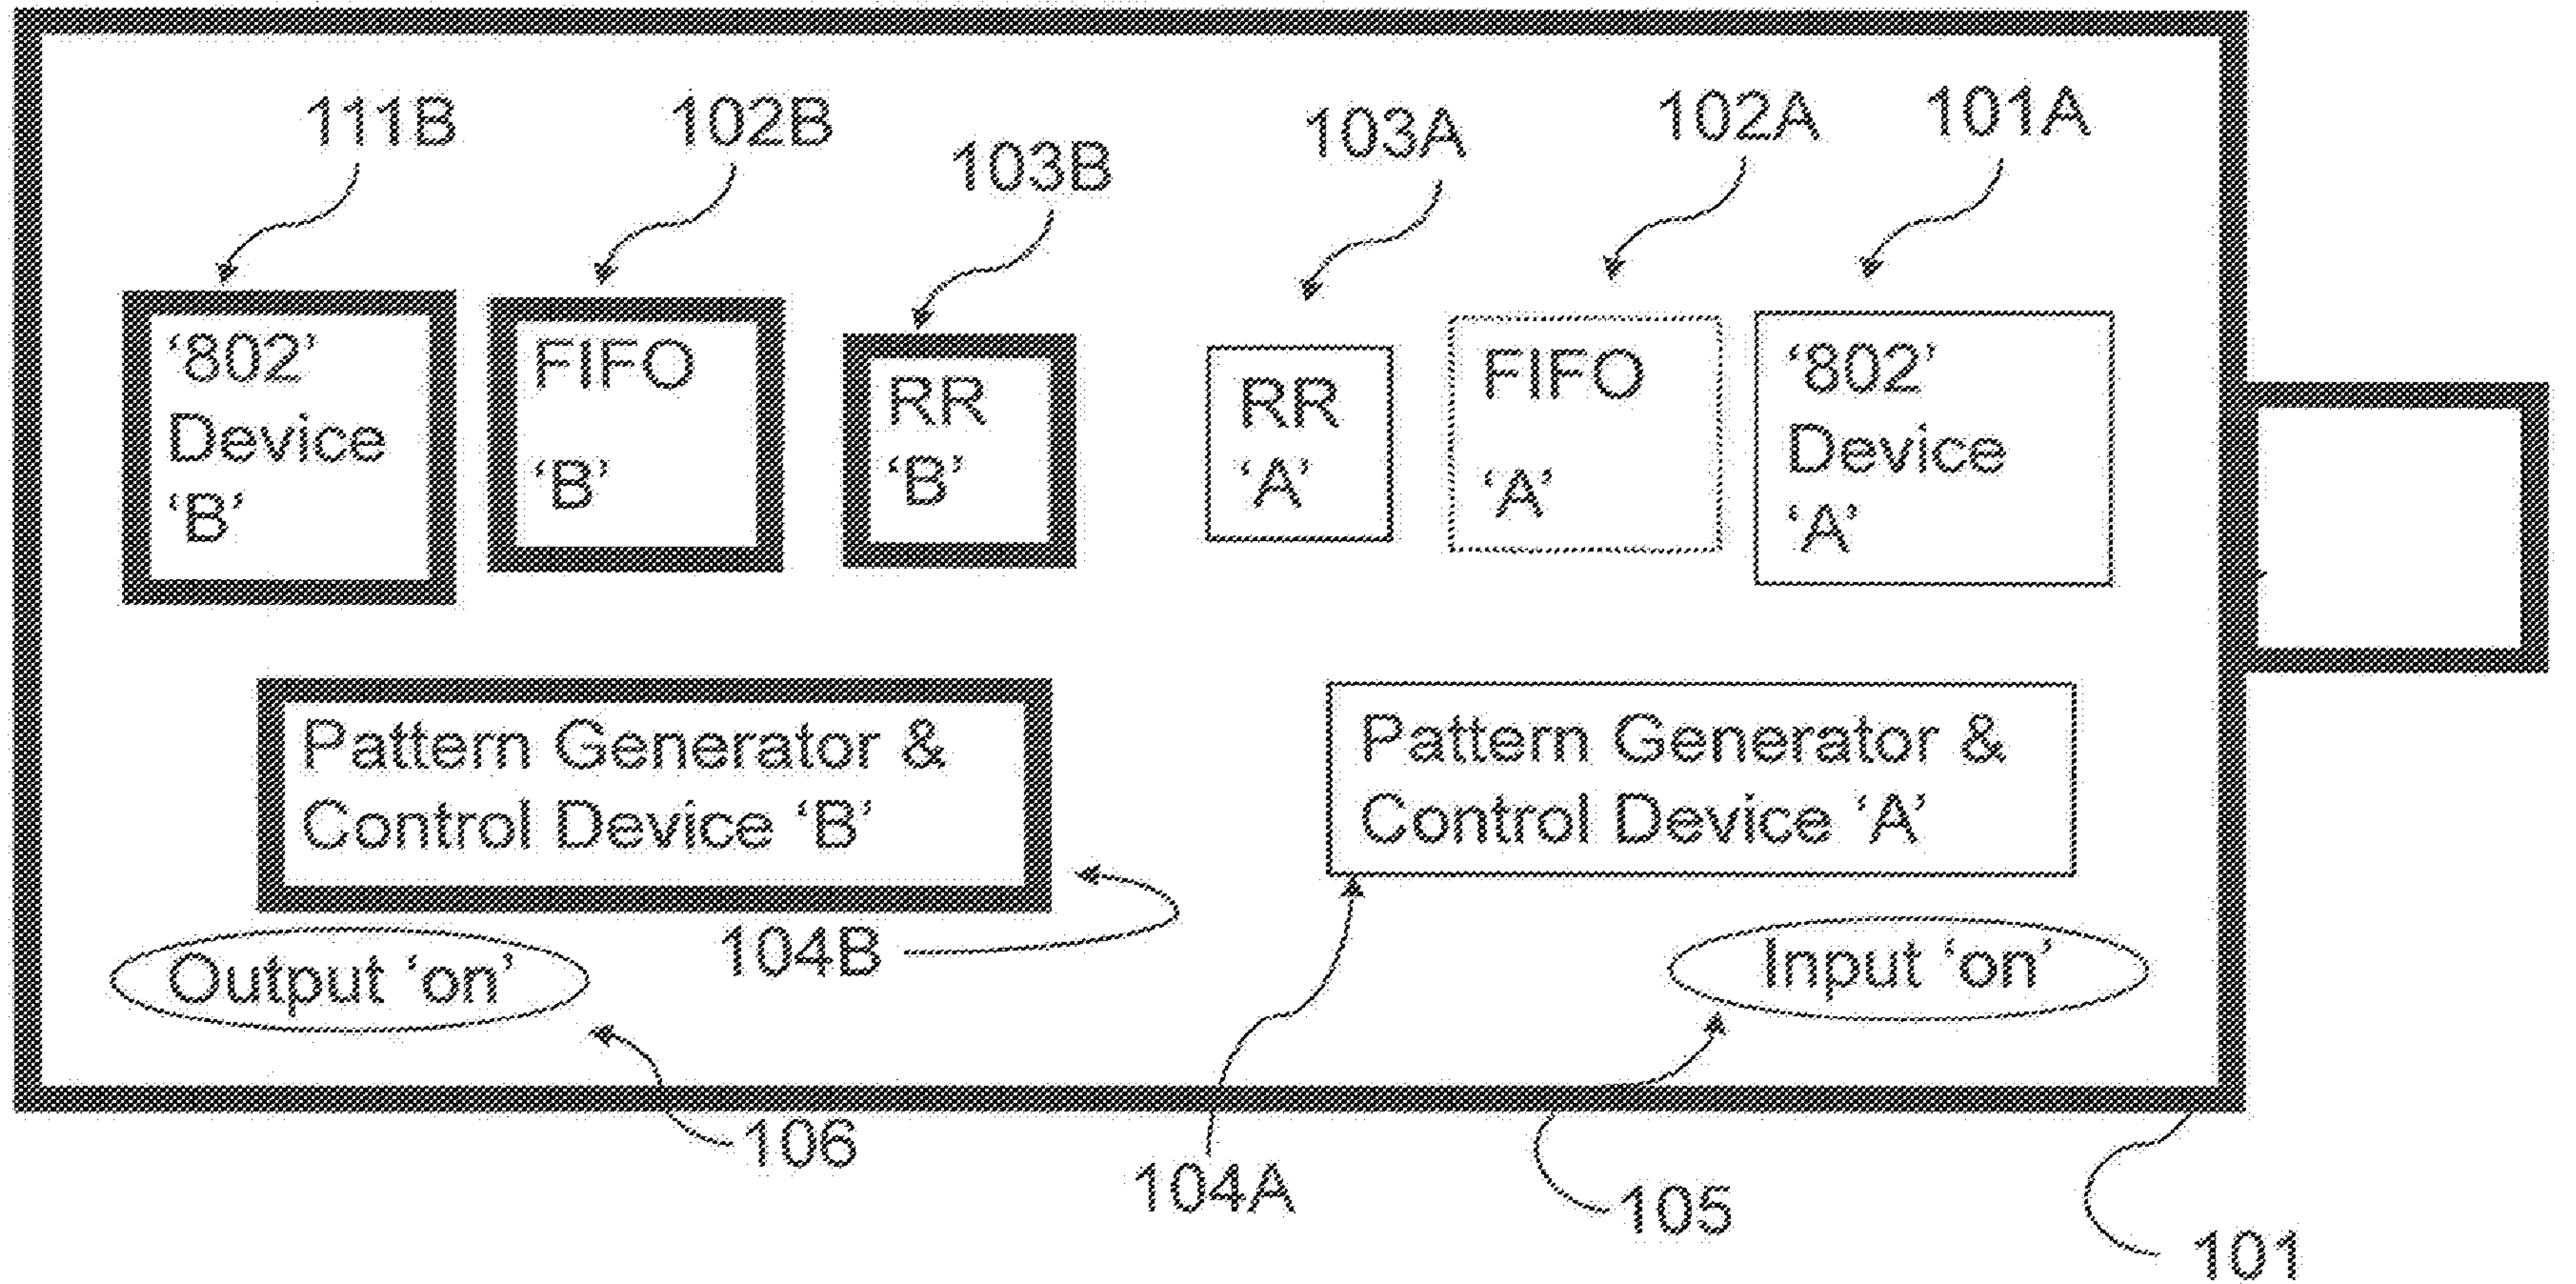 111B
102B
103B
103A
102A
101A
‘802’
Device
‘B’
FIFO
‘B’
RR
‘B’
RR
‘A’
FIFO
‘A’
‘802’
Device
‘A’
Pattern Generator &
Control Device ‘B’
Pattern Generator &
Control Device ‘A’
104B
Output ‘on’
Input ‘on’
106
104A
105
101